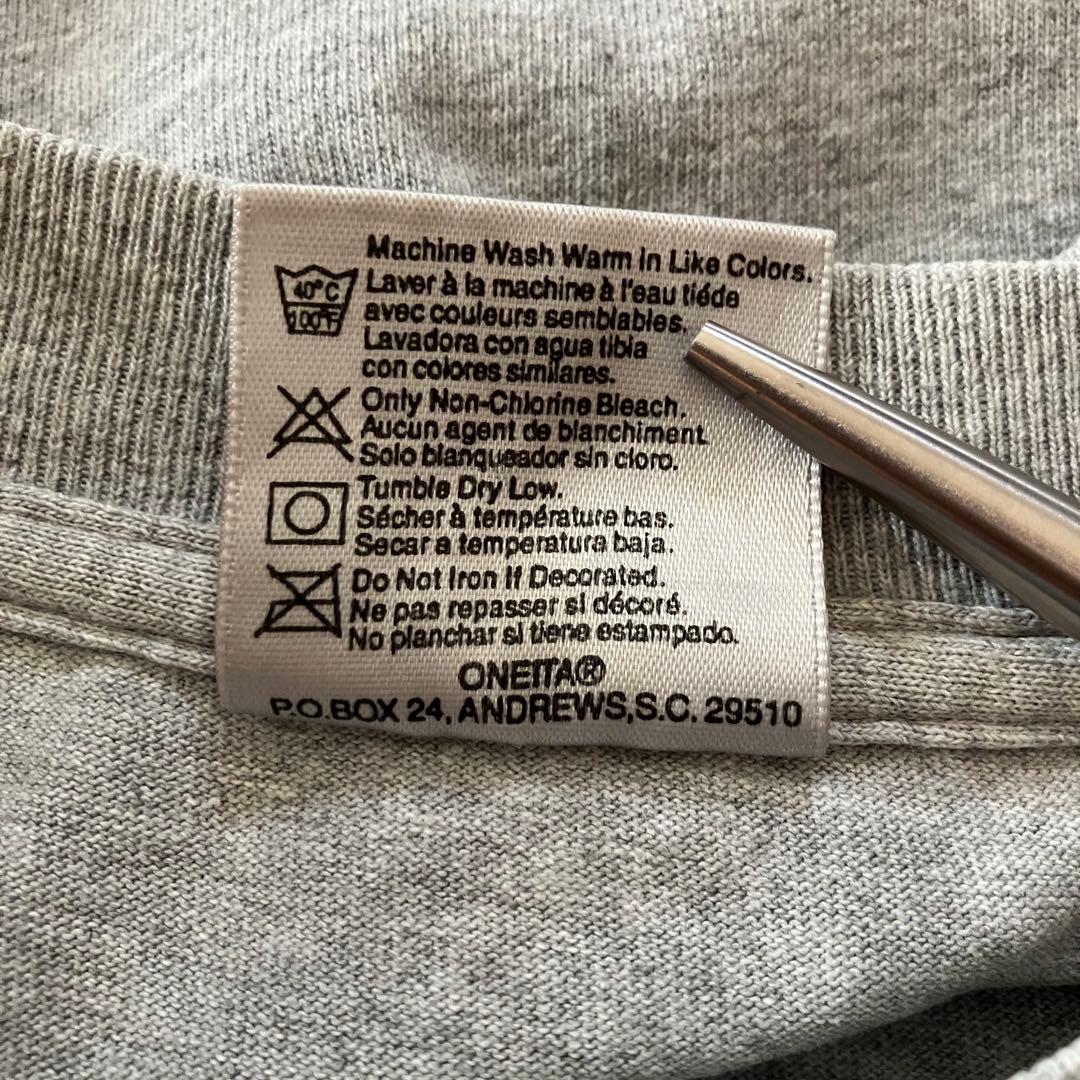 Machine Wash Warm in Like Colors.
40°C
100°F
Laver à la machine à l'eau tiéde
avec couleurs semblables.
Lavadora con agua tibia
con colores similares.
Only Non-Chlorine Bleach.
Aucun agent de blanchiment
Solo blanqueador sin cloro.
Tumble Dry Low.
Sécher à température bas.
Secar a temperatura baja.
Do Not Iron If Decorated.
Ne pas repasser si décoré.
No planchar si tiene estampado.
ONEITA®
P.O.BOX 24, ANDREWS,S.C. 29510